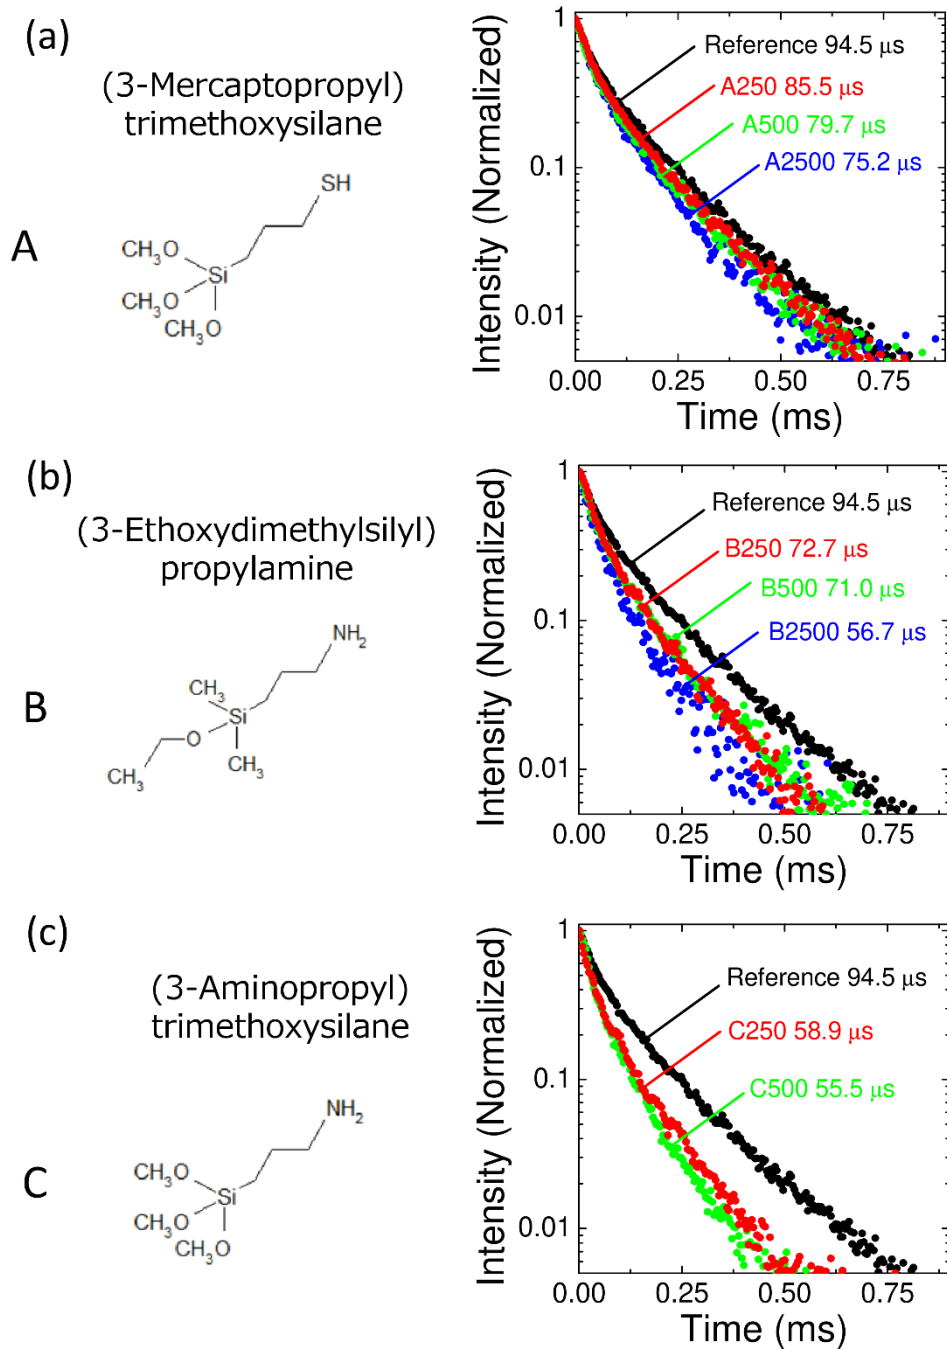 (a)
(3-Mercaptopropyl)
trimethoxysilane
A
SH
CH₃O
Si
CH₃O
CH₃O
Intensity (Normalized)
1
0.1
0.01
Reference 94.5 μs
A250 85.5 μs
A500 79.7 μs
A2500 75.2 μs
0.00 0.25 0.50 0.75
Time (ms)
(b)
(3-Ethoxydimethylsilyl)
propylamine
B
NH₂
CH₃
Si
O
CH₃
CH₃
Intensity (Normalized)
1
0.1
0.01
Reference 94.5 μs
B250 72.7 μs
B500 71.0 μs
B2500 56.7 μs
0.00 0.25 0.50 0.75
Time (ms)
(c)
(3-Aminopropyl)
trimethoxysilane
C
NH₂
CH₃O
Si
CH₃O
CH₃O
Intensity (Normalized)
1
0.1
0.01
Reference 94.5 μs
C250 58.9 μs
C500 55.5 μs
0.00 0.25 0.50 0.75
Time (ms)